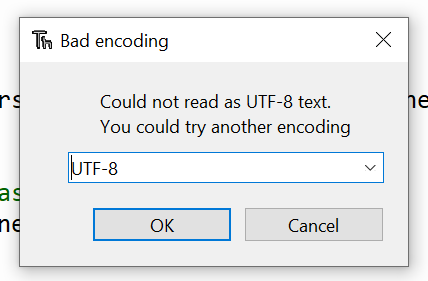 Bad encoding
Could not read as UTF-8 text.
You could try another encoding
UTF-8
OK
Cancel